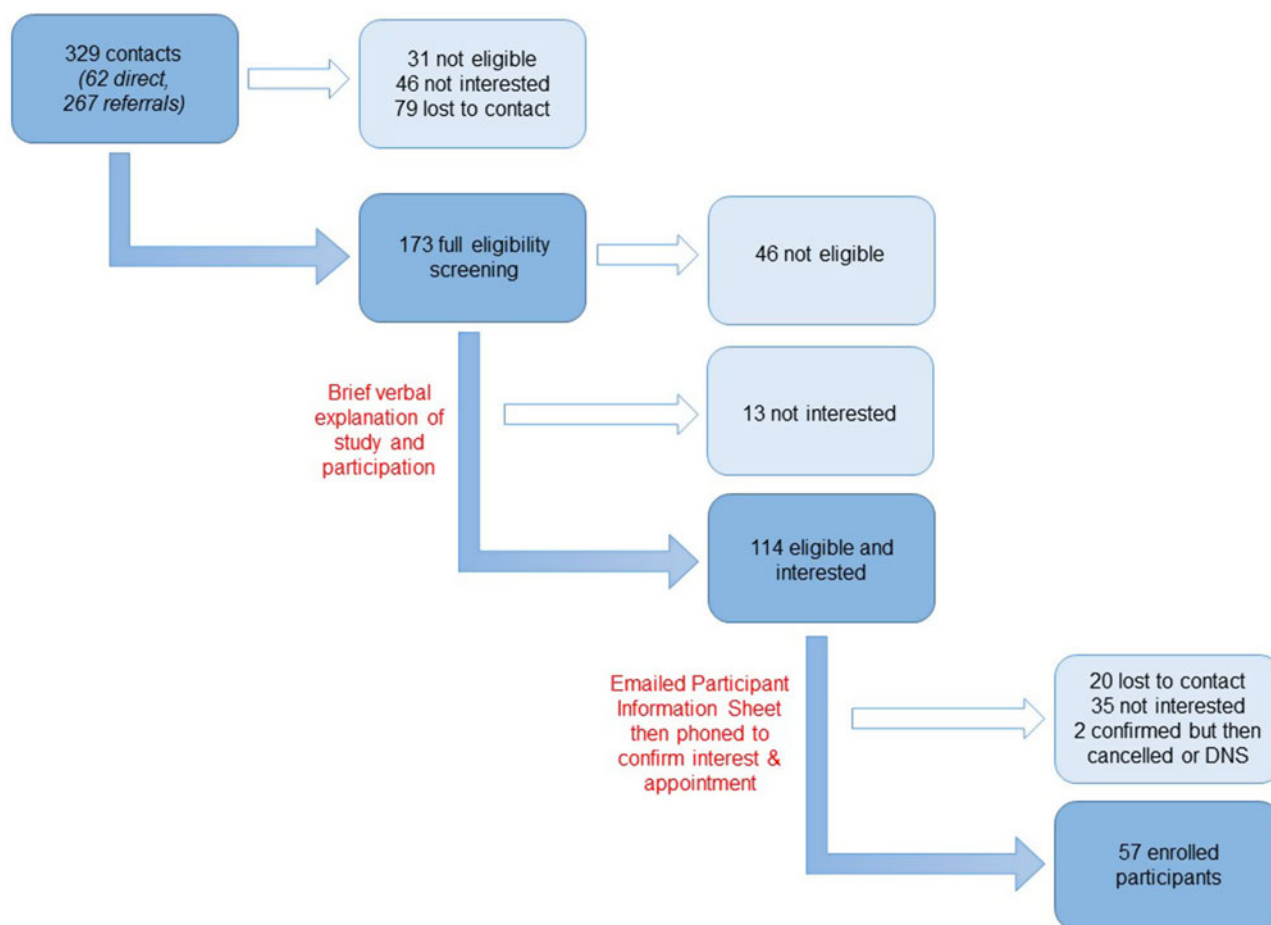 329 contacts
(62 direct,
267 referrals)
31 not eligible
46 not interested
79 lost to contact
173 full eligibility
screening
46 not eligible
Brief verbal
explanation of
study and
participation
13 not interested
114 eligible and
interested
Emailed Participant
Information Sheet
then phoned to
confirm interest &
appointment
20 lost to contact
35 not interested
2 confirmed but then
cancelled or DNS
57 enrolled
participants